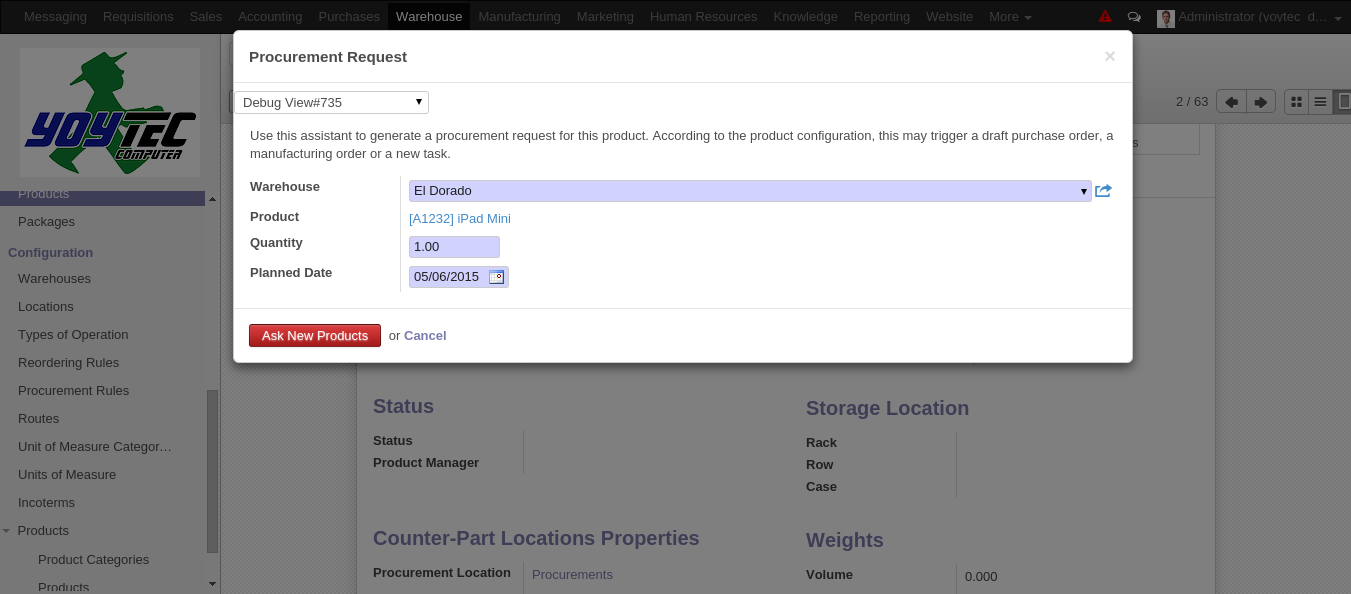 Messaging Requisitions Sales Accounting Purchases Warehouse Manufacturing Marketing Human Resources Knowledge Reporting Website More Administrator (yoytec_d...
Procurement Request ×
YOYTEC
COMPUTER
Debug View#735
2 / 63
Use this assistant to generate a procurement request for this product. According to the product configuration, this may trigger a draft purchase order, a
manufacturing order or a new task.
Warehouse El Dorado
Product [A1232] iPad Mini
Quantity 1.00
Planned Date 05/06/2015
Ask New Products or Cancel
Products
Packages
Configuration
Warehouses
Locations
Types of Operation
Reordering Rules
Procurement Rules
Routes
Unit of Measure Categor...
Units of Measure
Incoterms
Products
Product Categories
Products
Status
Status
Product Manager
Storage Location
Rack
Row
Case
Counter-Part Locations Properties
Procurement Location Procurements
Weights
Volume 0.000